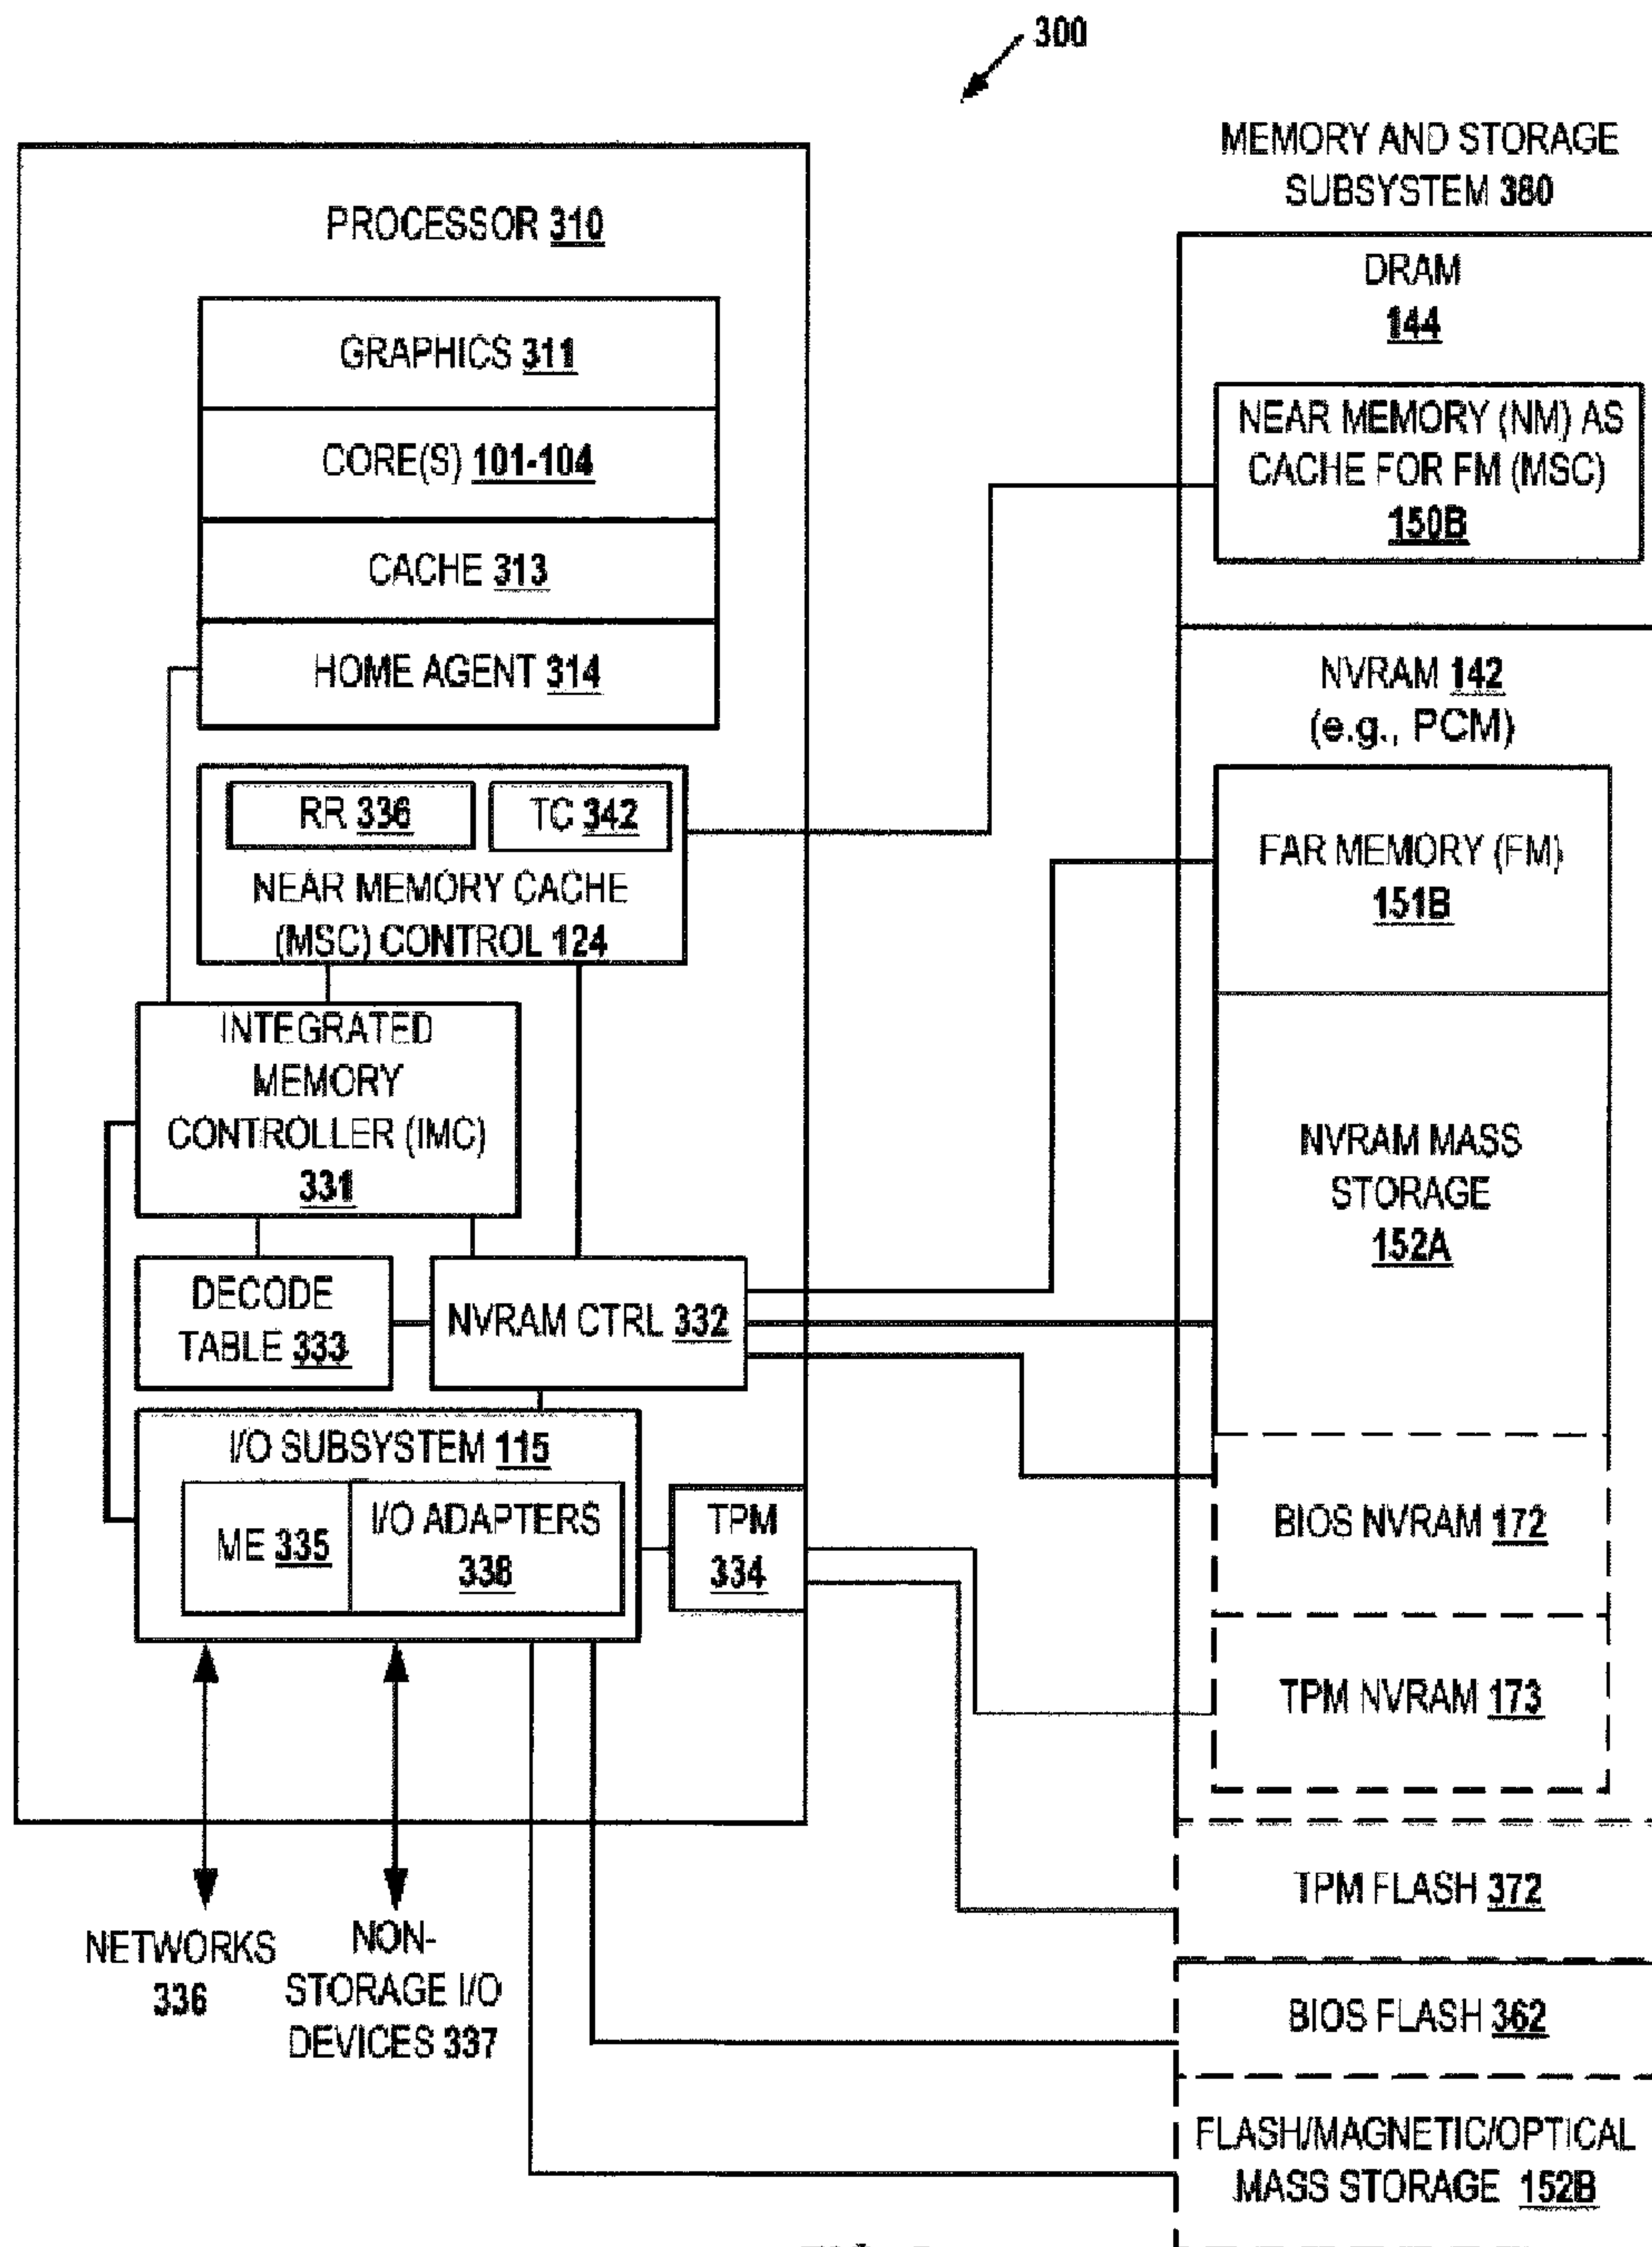 300
MEMORY AND STORAGE
SUBSYSTEM 380
PROCESSOR 310
GRAPHICS 311
CORE(S) 101-104
CACHE 313
HOME AGENT 314
RR 336
TC 342
NEAR MEMORY CACHE
(MSC) CONTROL 124
INTEGRATED
MEMORY
CONTROLLER (IMC)
331
DECODE
TABLE 333
NVRAM CTRL 332
I/O SUBSYSTEM 115
ME 335
I/O ADAPTERS
338
TPM
334
NETWORKS
336
NON-
STORAGE I/O
DEVICES 337
DRAM
144
NEAR MEMORY (NM) AS
CACHE FOR FM (MSC)
150B
NVRAM 142
(e.g., PCM)
FAR MEMORY (FM)
151B
NVRAM MASS
STORAGE
152A
BIOS NVRAM 172
TPM NVRAM 173
TPM FLASH 372
BIOS FLASH 362
FLASH/MAGNETIC/OPTICAL
MASS STORAGE 152B